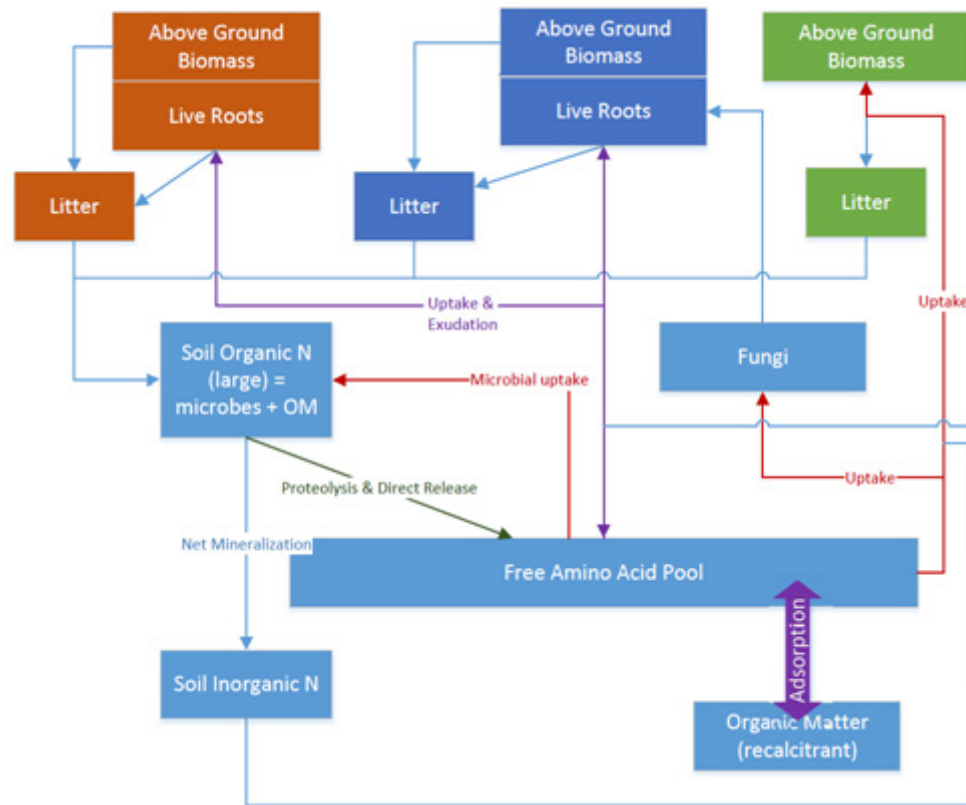 Above Ground
Biomass
Live Roots
Litter
Above Ground
Biomass
Live Roots
Litter
Above Ground
Biomass
Litter
Uptake &
Exudation
Uptake
Soil Organic N
(large) =
microbes + OM
Microbial uptake
Fungi
Proteolysis & Direct Release
Uptake
Net Mineralization
Free Amino Acid Pool
Adsorption
Soil Inorganic N
Organic Matter
(recalcitrant)